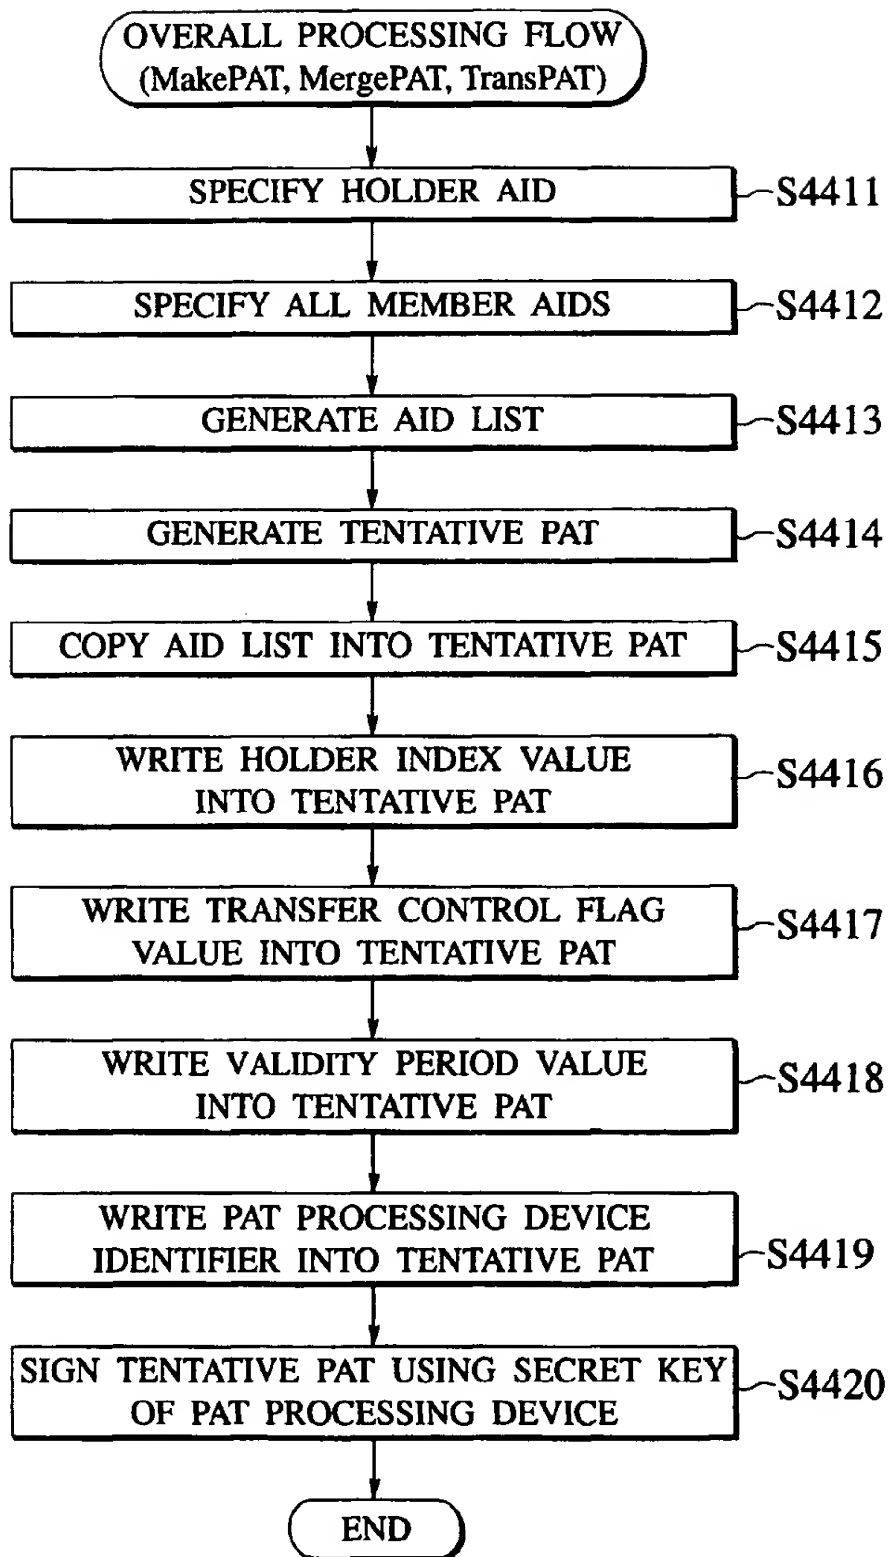 OVERALL PROCESSING FLOW
(MakePAT, MergePAT, TransPAT)
SPECIFY HOLDER AID
S4411
SPECIFY ALL MEMBER AIDS
S4412
GENERATE AID LIST
S4413
GENERATE TENTATIVE PAT
S4414
COPY AID LIST INTO TENTATIVE PAT
S4415
WRITE HOLDER INDEX VALUE
INTO TENTATIVE PAT
S4416
WRITE TRANSFER CONTROL FLAG
VALUE INTO TENTATIVE PAT
S4417
WRITE VALIDITY PERIOD VALUE
INTO TENTATIVE PAT
S4418
WRITE PAT PROCESSING DEVICE
IDENTIFIER INTO TENTATIVE PAT
S4419
SIGN TENTATIVE PAT USING SECRET KEY
OF PAT PROCESSING DEVICE
S4420
END